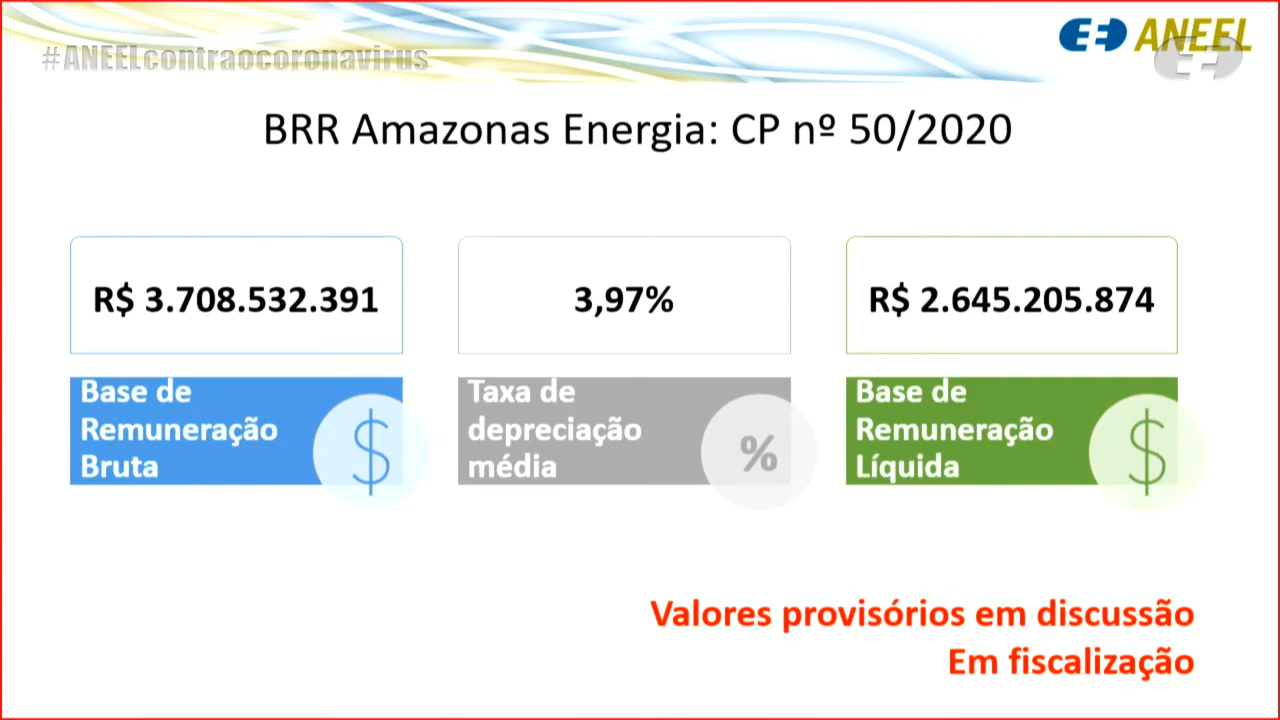 #ANEELcontraocoronavirus
ANEEL
BRR Amazonas Energia: CP nº 50/2020
R$ 3.708.532.391
3,97%
R$ 2.645.205.874
Base de
Remuneração
Bruta
$
Taxa de
depreciação
média
%
Base de
Remuneração
Líquida
$
Valores provisórios em discussão
Em fiscalização